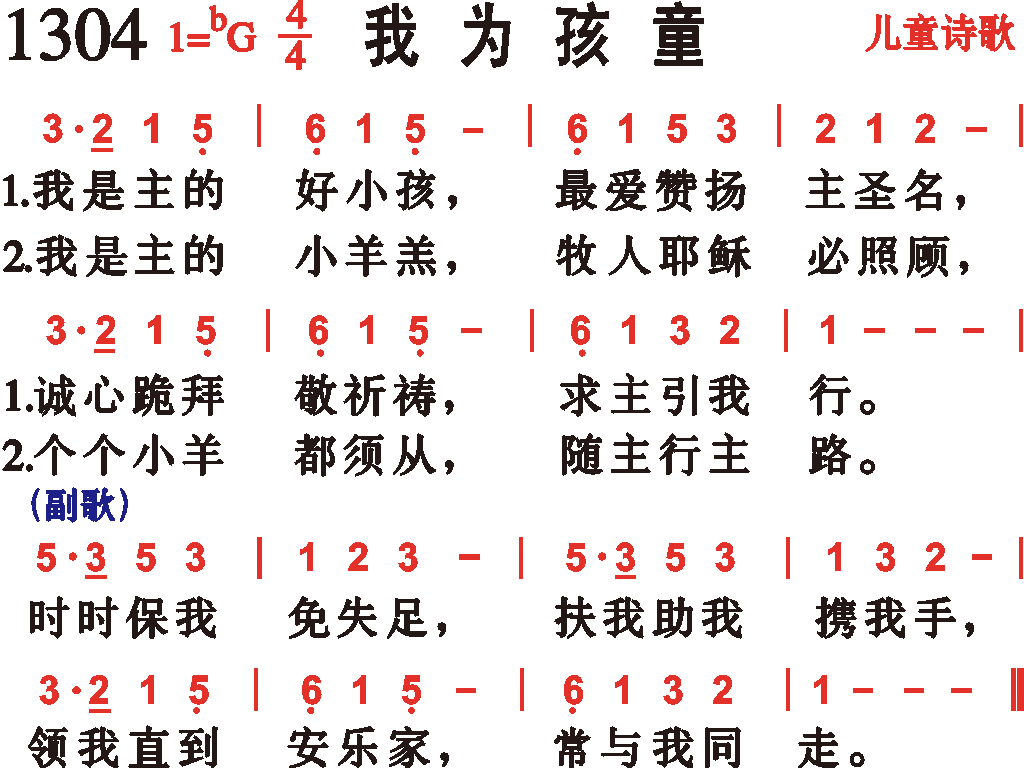 1304 1=ᵇG 4/4 我为孩童 儿童诗歌
3·2 1 5 | 6 1 5 － | 6 1 5 3 | 2 1 2 － |
1.我是主的 好小孩， 最爱赞扬 主圣名，
2.我是主的 小羊羔， 牧人耶稣 必照顾，
3·2 1 5 | 6 1 5 － | 6 1 3 2 | 1 － － － |
1.诚心跪拜 敬祈祷， 求主引我 行。
2.个个小羊 都须从， 随主行主 路。
(副歌)
5·3 5 3 | 1 2 3 － | 5·3 5 3 | 1 3 2 － |
时时保我 免失足， 扶我助我 携我手，
3·2 1 5 | 6 1 5 － | 6 1 3 2 | 1 － － － ‖
领我直到 安乐家， 常与我同 走。